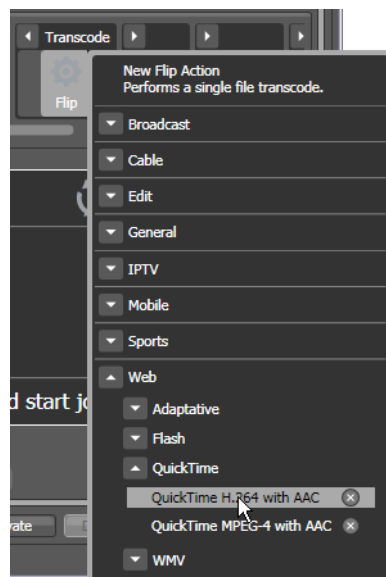 Transcode
Flip
New Flip Action
Performs a single file transcode.
Broadcast
Cable
Edit
General
IPTV
Mobile
Sports
Web
d start jo
Adaptative
Flash
QuickTime
QuickTime H.264 with AAC
QuickTime MPEG-4 with AAC
vate
WMV